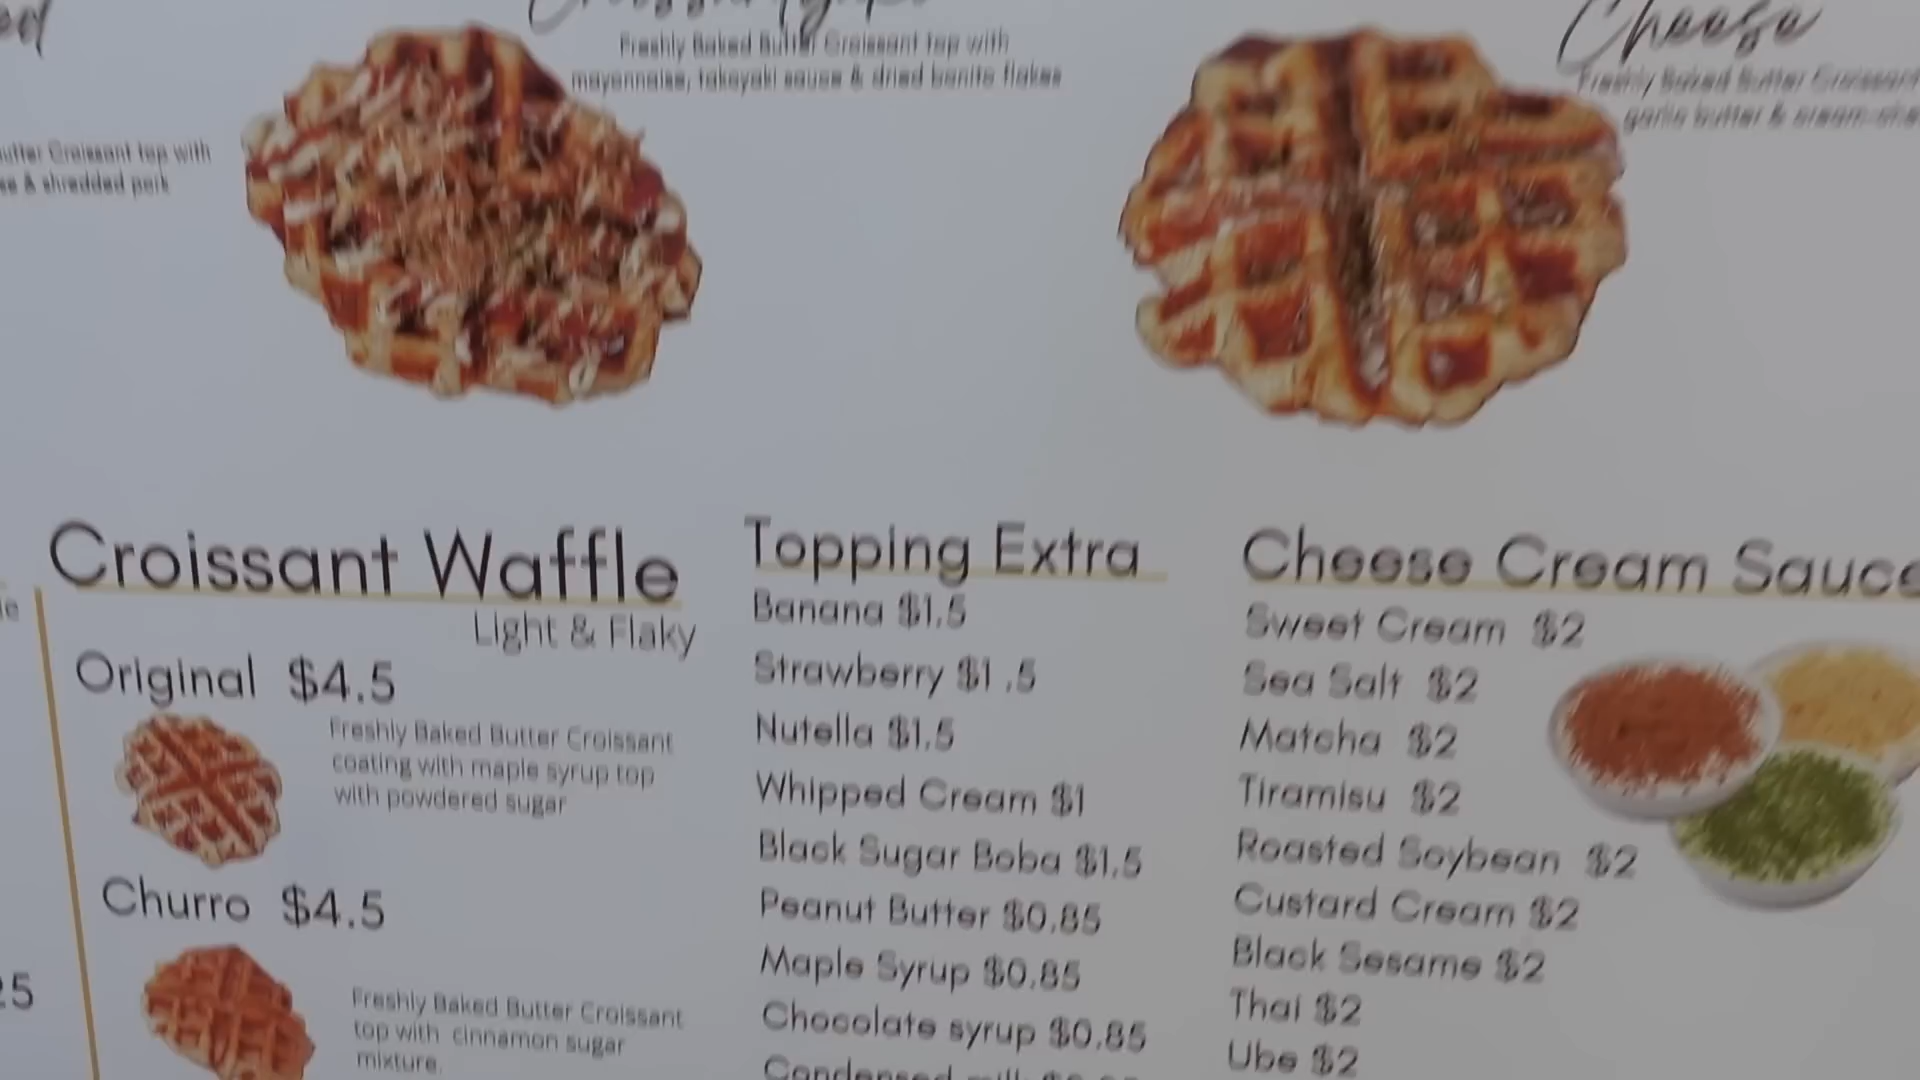 Freshly Baked Butter Croissant top with
mayonnaise, takoyaki sauce & dried bonito flakes
Cheese
Freshly Baked Butter Croissant
garlic butter &
Butter Croissant top with
& shredded pork
Croissant Waffle
Light & Flaky
Original $4.5
Freshly Baked Butter Croissant
coating with maple syrup top
with powdered sugar
Churro $4.5
Freshly Baked Butter Croissant
top with cinnamon sugar
mixture.
Topping Extra
Banana $1.5
Strawberry $1 .5
Nutella $1.5
Whipped Cream $1
Black Sugar Boba $1.5
Peanut Butter $0.85
Maple Syrup $0.85
Chocolate syrup $0.85
Condensed milk
Cheese Cream Sauce
Sweet Cream $2
Sea Salt $2
Matcha $2
Tiramisu $2
Roasted Soybean $2
Custard Cream $2
Black Sesame $2
Thai $2
Ube $2